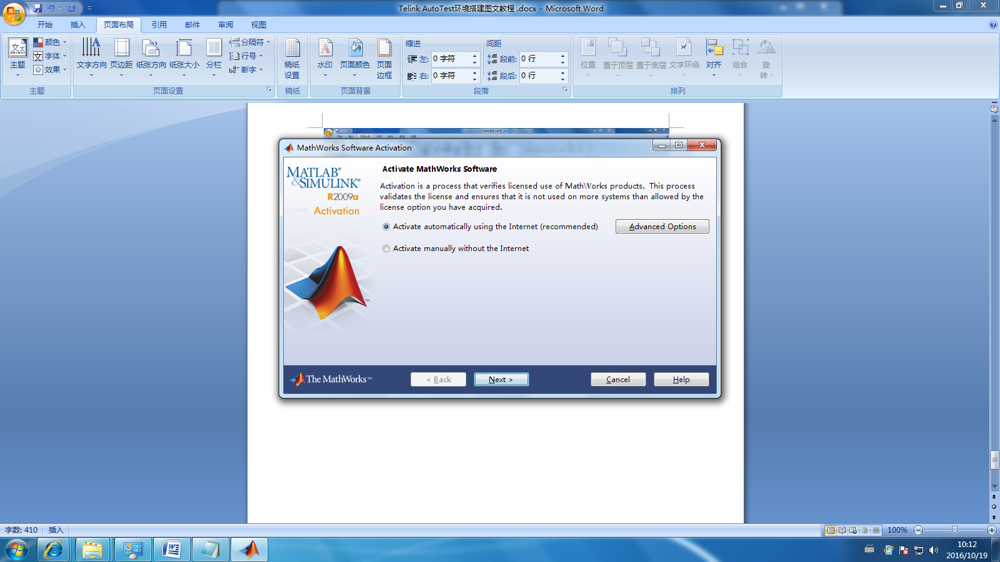 Telink AutoTest环境搭建图文教程 .docx - Microsoft Word
开始 插入 页面布局 引用 邮件 审阅 视图
主题 颜色 字体 效果
文字方向 页边距 纸张方向 纸张大小 分栏 分隔符 行号 断字
稿纸
设置
水印 页面颜色 页面
边框
缩进 间距
左: 0 字符 段前: 0 行
右: 0 字符 段后: 0 行
位置 置于顶层 置于底层 文字环绕 对齐 组合 旋
转
主题 页面设置 稿纸 页面背景 段落 排列
MathWorks Software Activation
MATLAB®
&SIMULINK®
R2009a
Activation
Activate MathWorks Software
Activation is a process that verifies licensed use of MathWorks products. This process
validates the license and ensures that it is not used on more systems than allowed by the
license option you have acquired.
Activate automatically using the Internet (recommended) Advanced Options
Activate manually without the Internet
TM
The MathWorks™ < Back Next > Cancel Help
字数: 410 插入 100%
10:12
2016/10/19